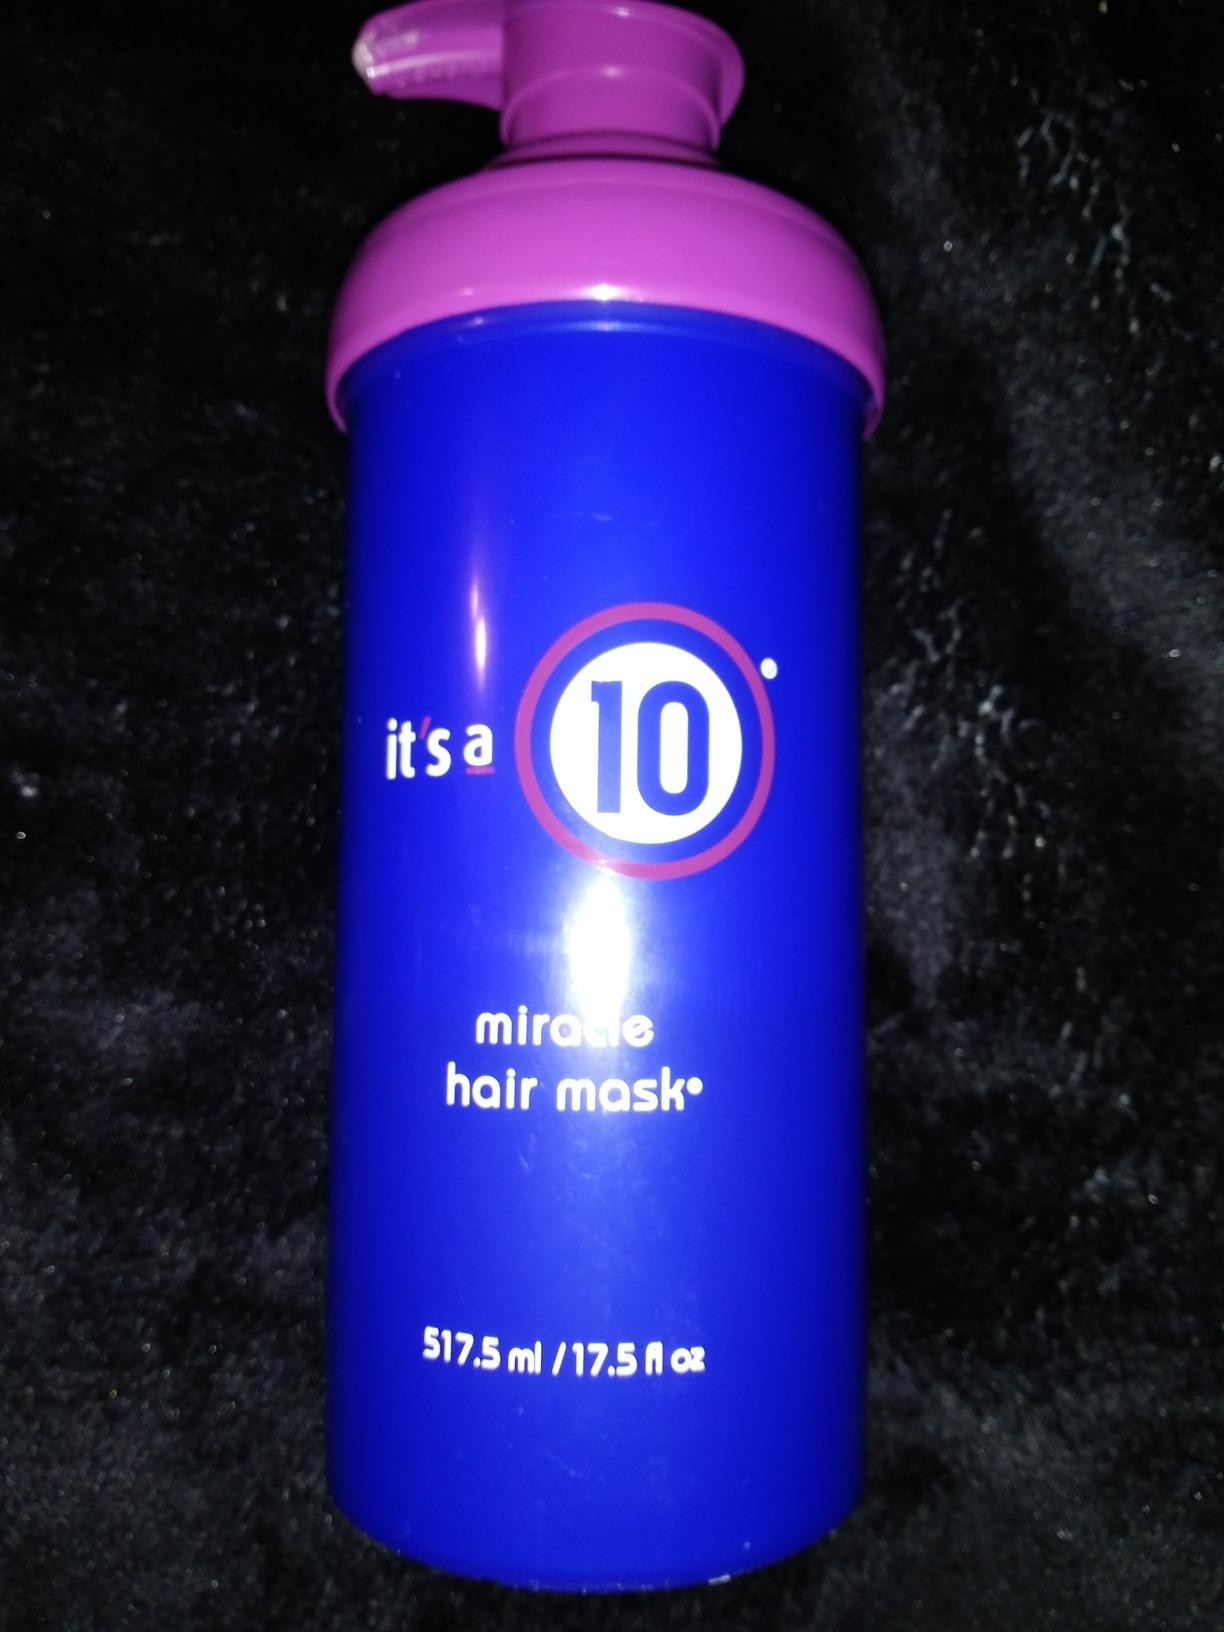 it's a 10
miracle
hair mask
517.5 ml / 17.5 fl oz